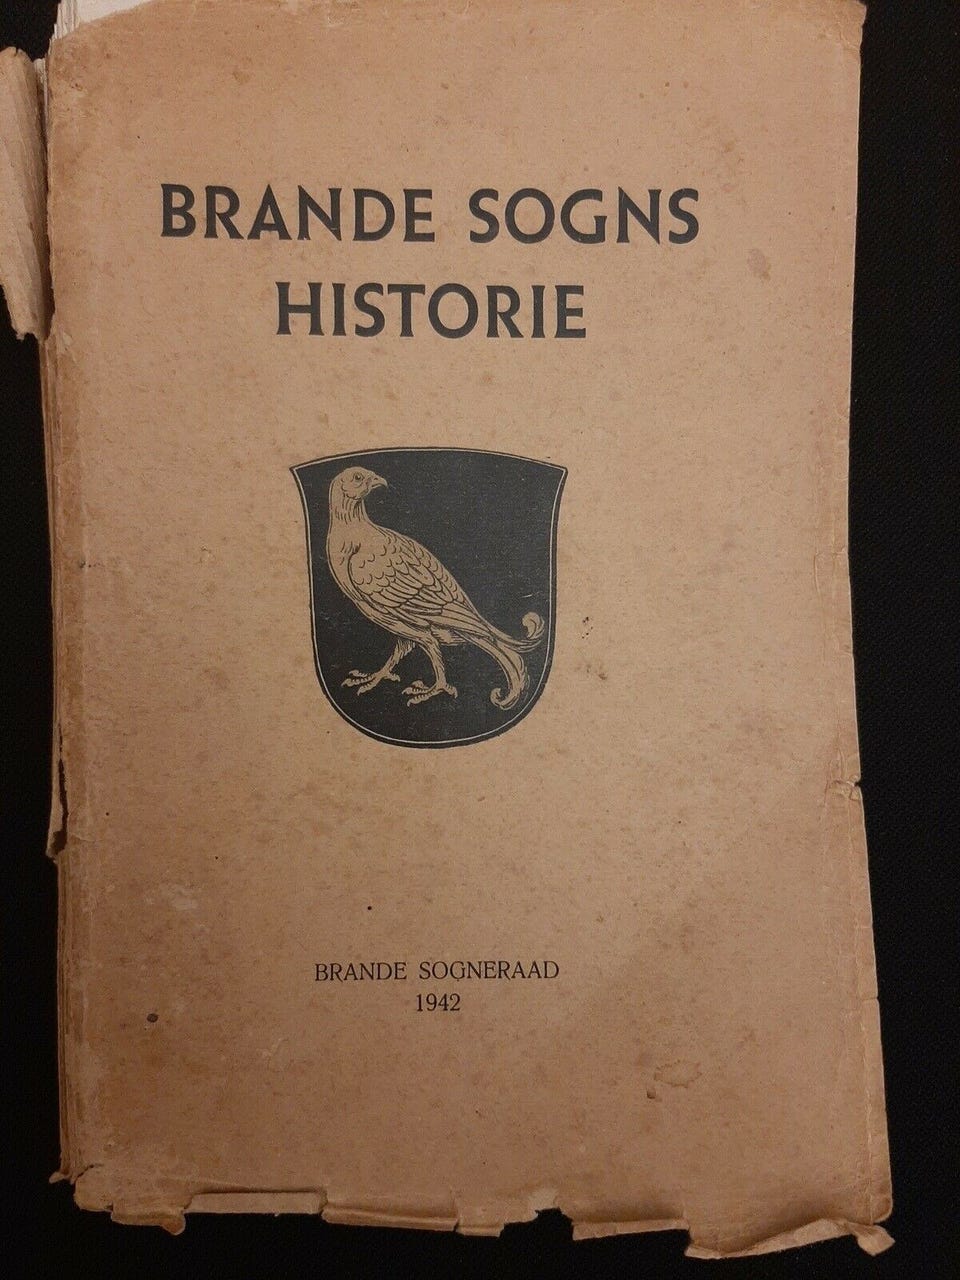 BRANDE SOGNS
HISTORIE
BRANDE SOGNERAAD
1942